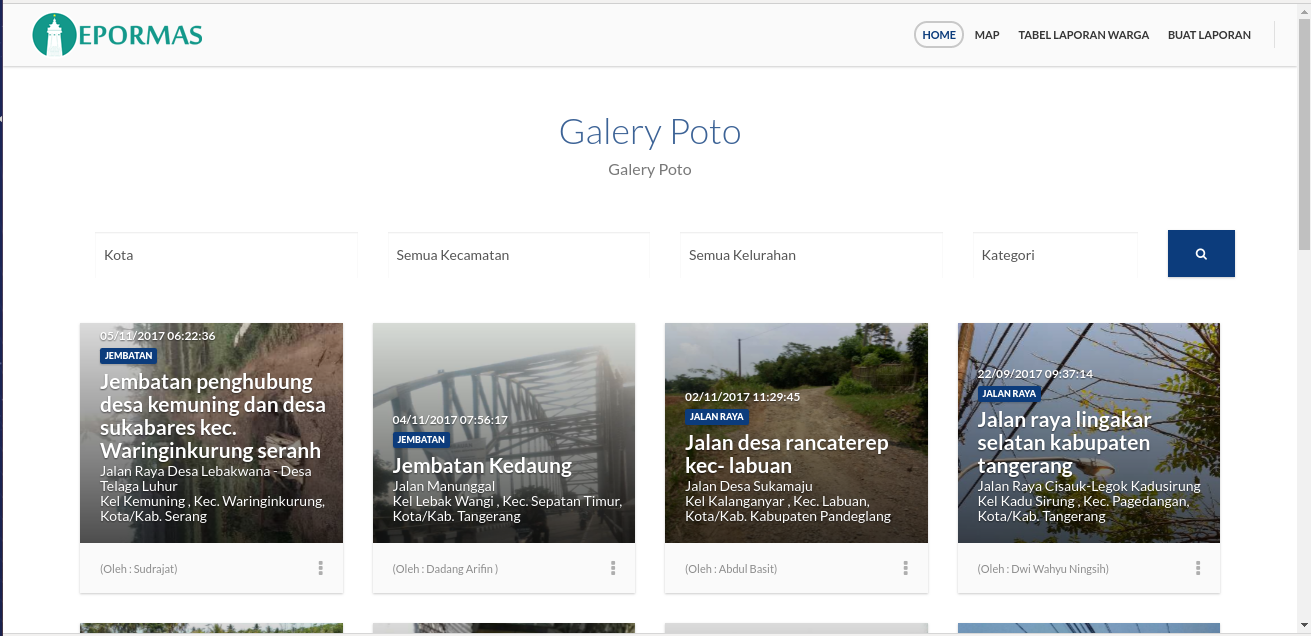 EPORMAS
HOME
MAP
TABEL LAPORAN WARGA
BUAT LAPORAN
Galery Poto
Galery Poto
Kota
Semua Kecamatan
Semua Kelurahan
Kategori
05/11/2017 06:22:36
JEMBATAN
Jembatan penghubung
desa kemuning dan desa
sukabares kec.
Waringinkurung seranh
Jalan Raya Desa Lebakwana - Desa
Telaga Luhur
Kel Kemuning , Kec. Waringinkurung,
Kota/Kab. Serang
(Oleh : Sudrajat)
04/11/2017 07:56:17
JEMBATAN
Jembatan Kedaung
Jalan Manunggal
Kel Lebak Wangi , Kec. Sepatan Timur,
Kota/Kab. Tangerang
(Oleh : Dadang Arifin )
02/11/2017 11:29:45
JALAN RAYA
Jalan desa rancaterep
kec- labuan
Jalan Desa Sukamaju
Kel Kalanganyar , Kec. Labuan,
Kota/Kab. Kabupaten Pandeglang
(Oleh : Abdul Basit)
22/09/2017 09:37:14
JALAN RAYA
Jalan raya lingakar
selatan kabupaten
tangerang
Jalan Raya Cisauk-Legok Kadusirung
Kel Kadu Sirung , Kec. Pagedangan,
Kota/Kab. Tangerang
(Oleh : Dwi Wahyu Ningsih)